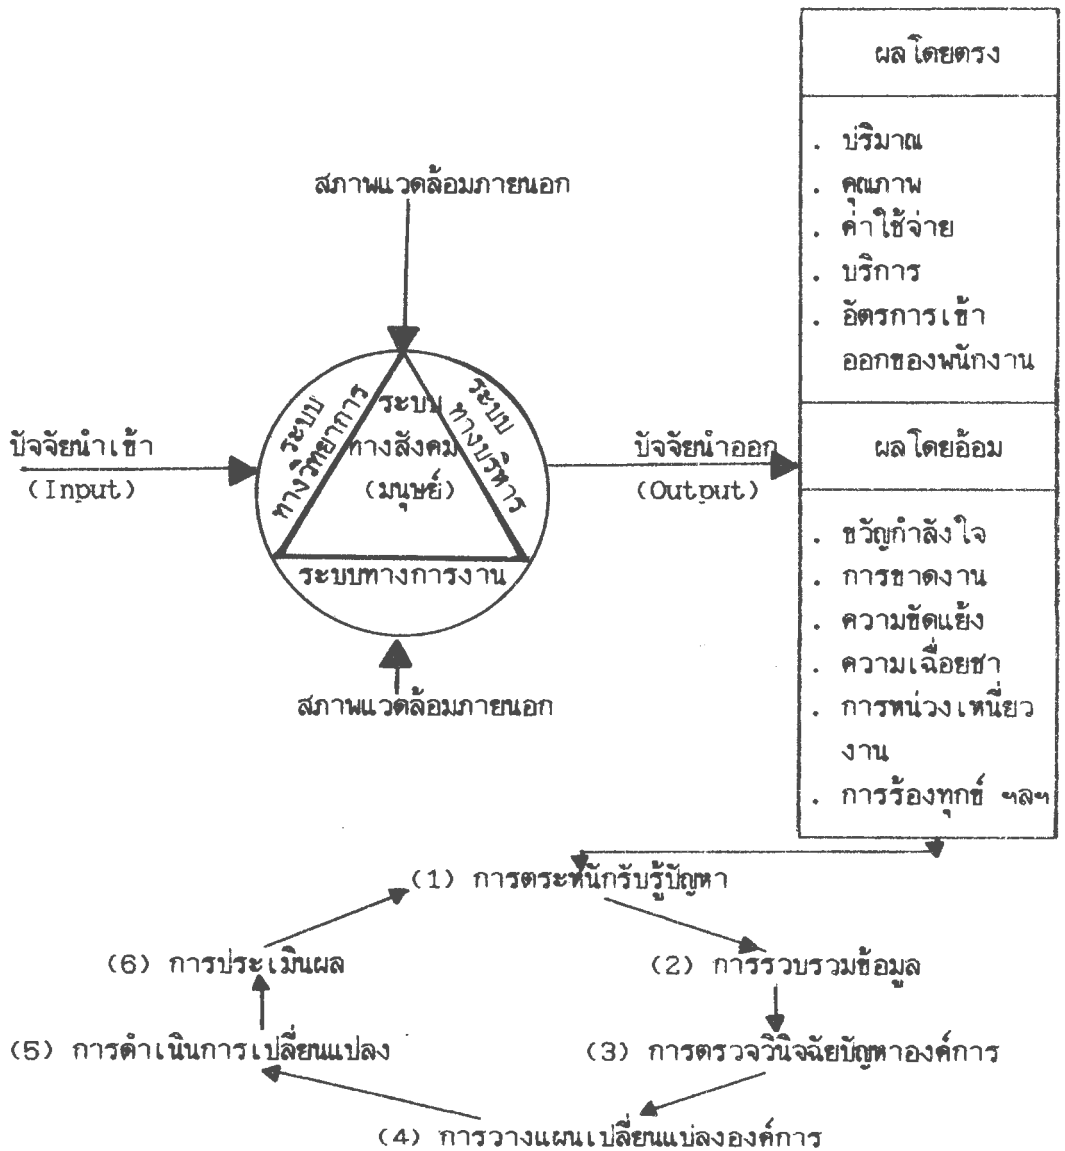 ผลโดยตรง
. ปริมาณ
. คุณภาพ
. ค่าใช้จ่าย
. บริการ
. อัตรการเข้า
ออกของพนักงาน
สภาพแวดล้อมภายนอก
ระบบ
ทางวิทยาการ
ระบบ
ทางสังคม
(มนุษย์)
ระบบ
ทางบริหาร
ระบบทางการงาน
ปัจจัยนำเข้า
(Input)
ปัจจัยนำออก
(Output)
สภาพแวดล้อมภายนอก
ผลโดยอ้อม
. ขวัญกำลังใจ
. การขาดงาน
. ความขัดแย้ง
. ความเฉื่อยชา
. การหน่วงเหนี่ยว
งาน
. การร้องทุกข์ ฯลฯ
(1) การตระหนักรับรู้ปัญหา
(2) การรวบรวมข้อมูล
(3) การตรวจวินิจฉัยปัญหาองค์การ
(4) การวางแผนเปลี่ยนแปลงองค์การ
(5) การดำเนินการเปลี่ยนแปลง
(6) การประเมินผล